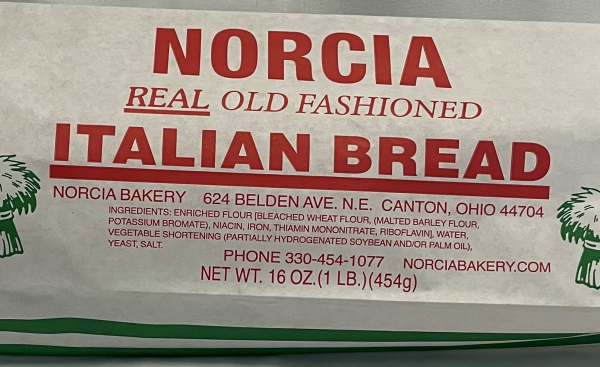 NORCIA
REAL OLD FASHIONED
ITALIAN BREAD
NORCIA BAKERY 624 BELDEN AVE. N.E. CANTON, OHIO 44704
INGREDIENTS: ENRICHED FLOUR [BLEACHED WHEAT FLOUR, (MALTED BARLEY FLOUR,
POTASSIUM BROMATE), NIACIN, IRON, THIAMIN MONONITRATE, RIBOFLAVIN], WATER,
VEGETABLE SHORTENING (PARTIALLY HYDROGENATED SOYBEAN AND/OR PALM OIL),
YEAST, SALT.
PHONE 330-454-1077 NORCIABAKERY.COM
NET WT. 16 OZ.(1 LB.)(454g)